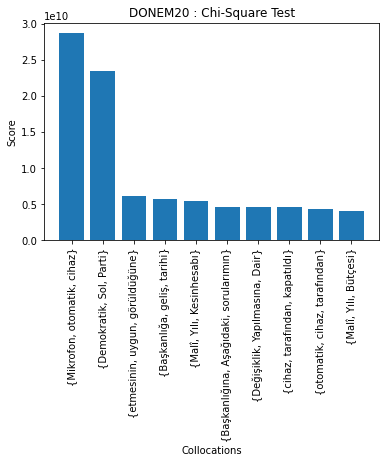 DONEM20 : Chi-Square Test
1e10
3.0
2.5
2.0
1.5
1.0
0.5
0.0
Score
{Mikrofon, otomatik, cihaz}
{Demokratik, Sol, Parti}
{etmesinin, uygun, görüldüğüne}
{Başkanlığa, geliş, tarihi}
{Malî, Yılı, Kesinhesabı}
{Başkanlığına, Aşağıdaki, sorularımın}
{Değişiklik, Yapılmasına, Dair}
{cihaz, tarafından, kapatıldı}
{otomatik, cihaz, tarafından}
{Malî, Yılı, Bütçesi}
Collocations